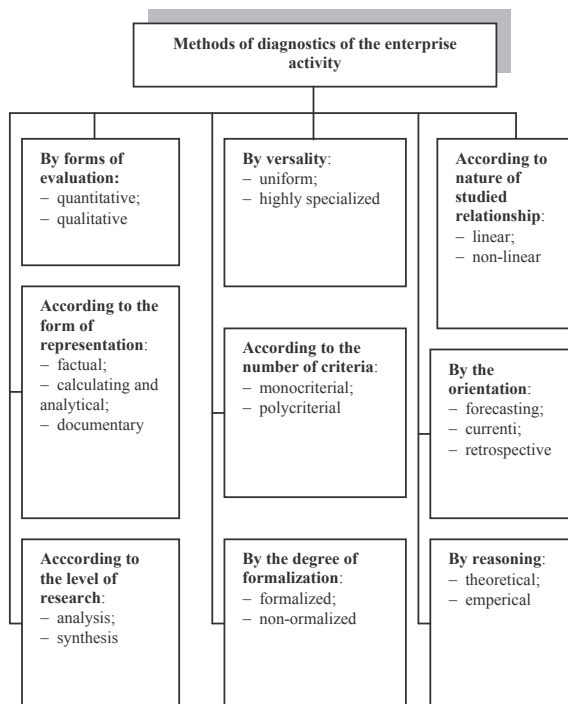 Methods of diagnostics of the enterprise
activity
By forms of
evaluation:
– quantitative;
– qualitative
According to the
form of
representation:
– factual;
– calculating and
analytical;
– documentary
Acccording to
the level of
research:
– analysis;
– synthesis
By versality:
– uniform;
– highly specialized
According to the
number of criteria:
– monocriterial;
– polycriterial
By the degree of
formalization:
– formalized;
– non-ormalized
According to
nature of
studied
relationship:
– linear;
– non-linear
By the
orientation:
– forecasting;
– currenti;
– retrospective
By reasoning:
– theoretical;
– emperical